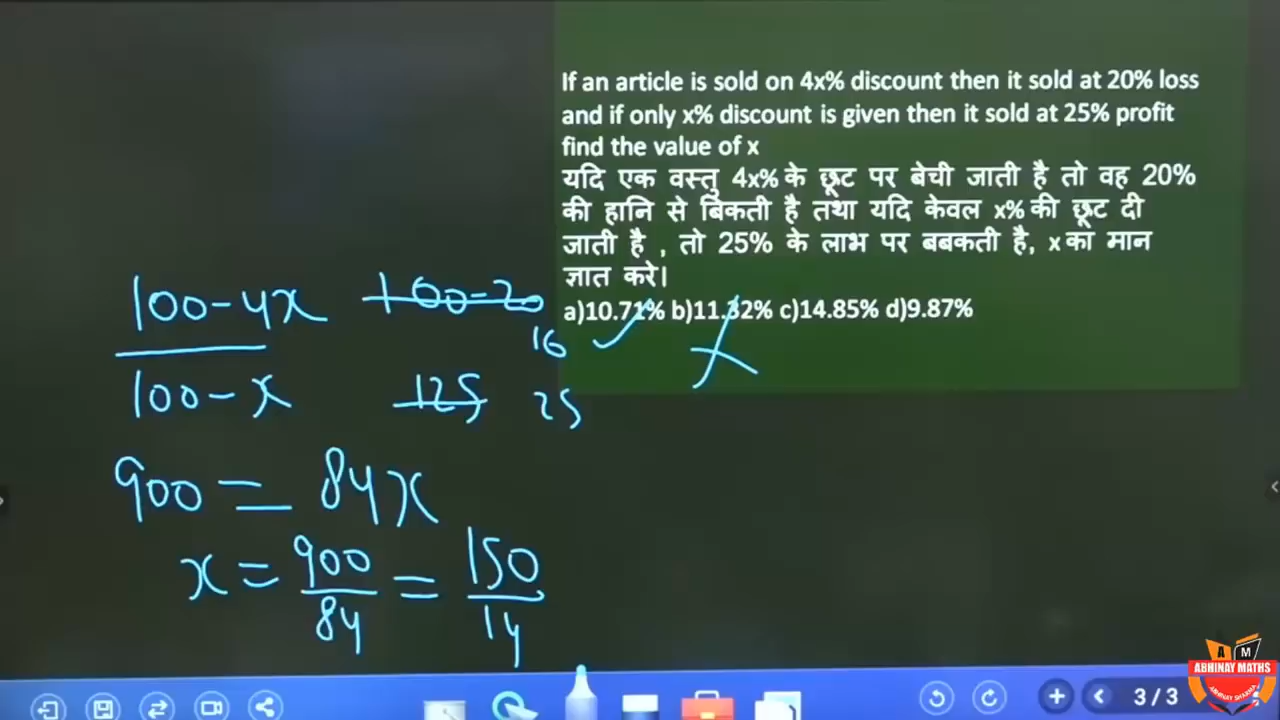 If an article is sold on 4x% discount then it sold at 20% loss
and if only x% discount is given then it sold at 25% profit
find the value of x
यदि एक वस्तु 4x% के छूट पर बेची जाती है तो वह 20%
की हानि से बिकती है तथा यदि केवल x% की छूट दी
जाती है , तो 25% के लाभ पर बबकती है, x का मान
ज्ञात करे।
a)10.71% b)11.32% c)14.85% d)9.87%
100-4x 100-20 16
100-x 125 25
900 = 84x
x = 900/84 = 150/14
3 / 3
A M
ABHINAY MATHS
ABHINAY SHARMA